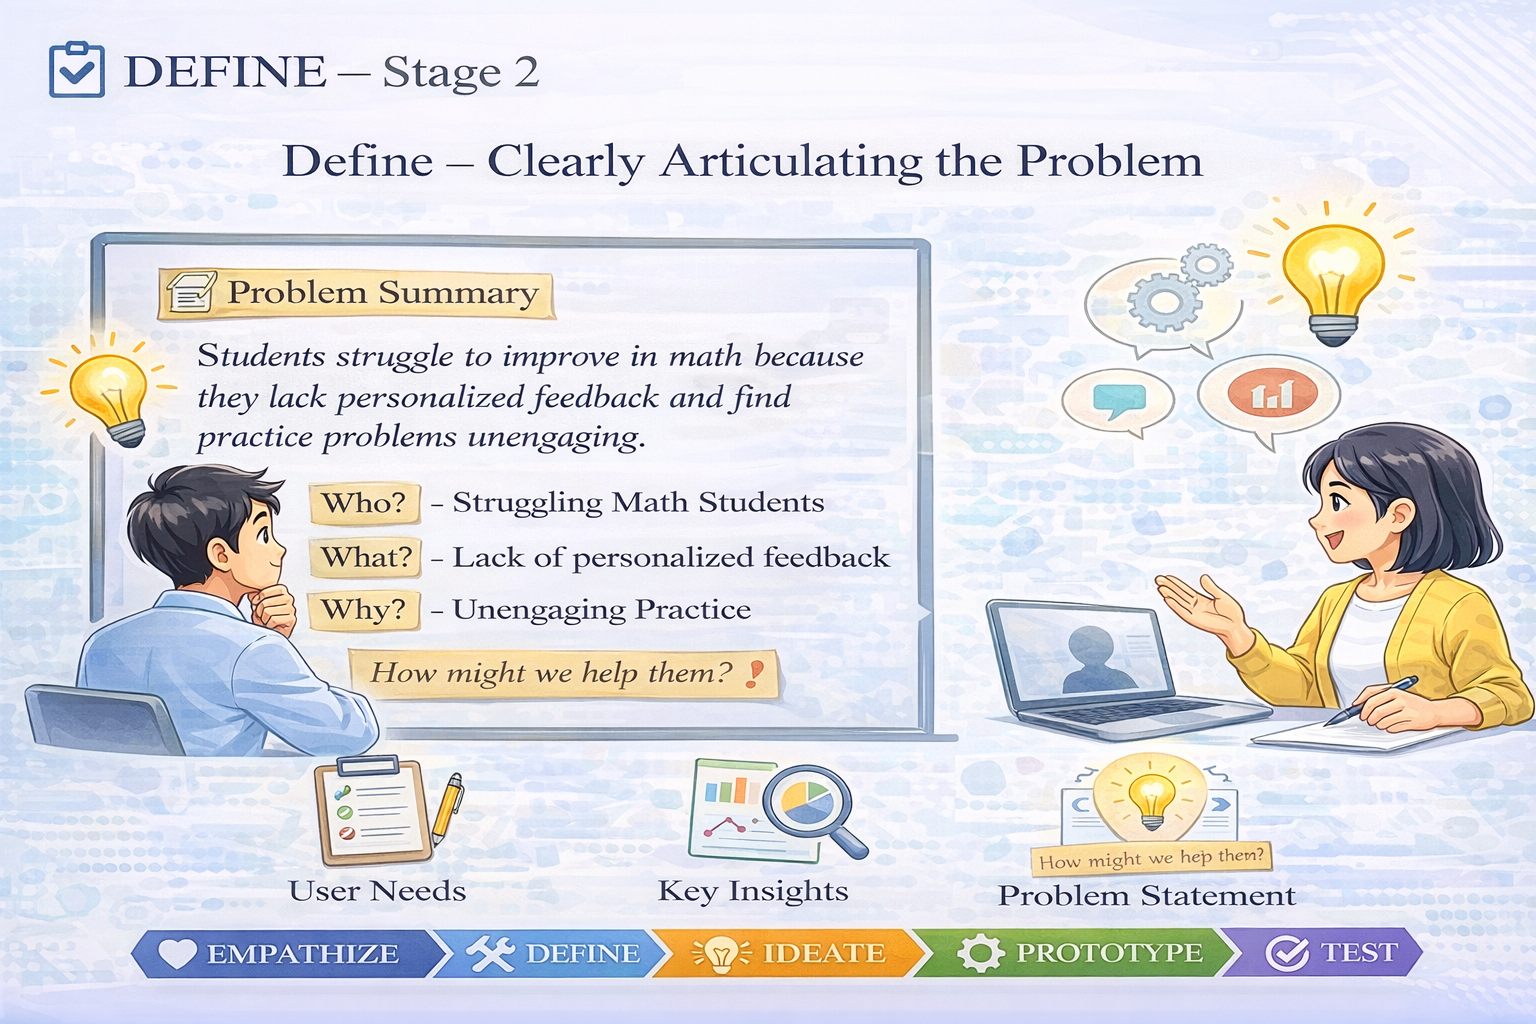 DEFINE – Stage 2
Define – Clearly Articulating the Problem
Problem Summary
Students struggle to improve in math because
they lack personalized feedback and find
practice problems unengaging.
Who? - Struggling Math Students
What? - Lack of personalized feedback
Why? - Unengaging Practice
How might we help them?❗
How might we help them?
User Needs
Key Insights
Problem Statement
EMPATHIZE
DEFINE
IDEATE
PROTOTYPE
TEST